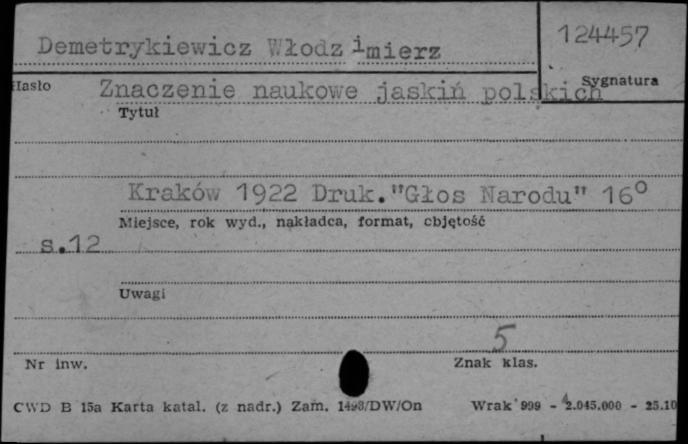 Demetrykiewicz Włodzimierz
124457
Hasło
Sygnatura
Znaczenie naukowe jaskiń polskich
Tytuł
Kraków 1922 Druk."Głos Narodu" 16°
Miejsce, rok wyd., nakładca, format, objętość
s.12
Uwagi
5
Nr inw.
Znak klas.
CWD B 15a Karta katal. (z nadr.) Zam. 1498/DW/On
Wrak 999 - 2.045.000 - 25.10